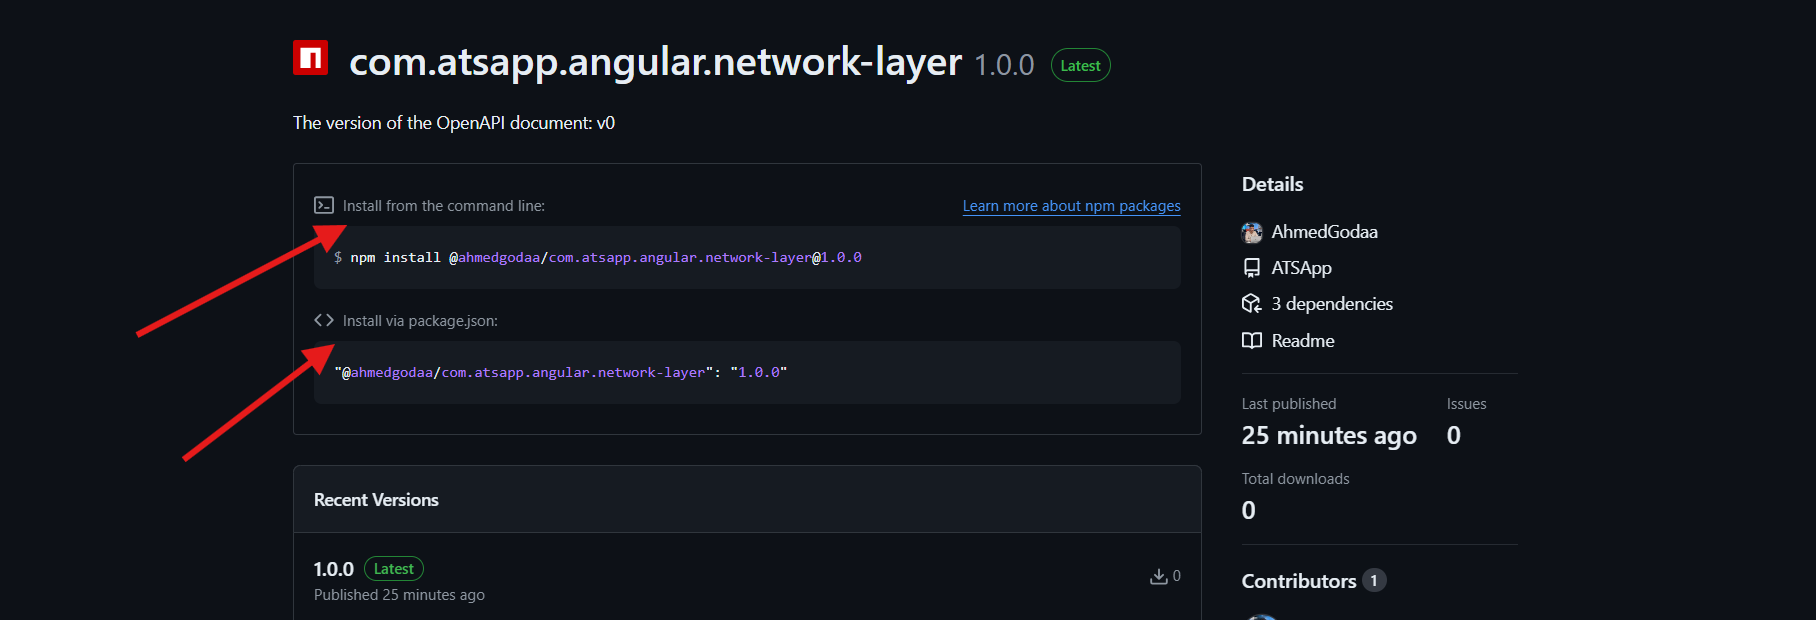 com.atsapp.angular.network-layer 1.0.0 Latest
The version of the OpenAPI document: v0
Install from the command line:
Learn more about npm packages
$ npm install @ahmedgodaa/com.atsapp.angular.network-layer@1.0.0
Install via package.json:
"@ahmedgodaa/com.atsapp.angular.network-layer": "1.0.0"
Recent Versions
1.0.0 Latest
Published 25 minutes ago
0
Details
AhmedGodaa
ATSApp
3 dependencies
Readme
Last published
25 minutes ago
Issues
0
Total downloads
0
Contributors 1